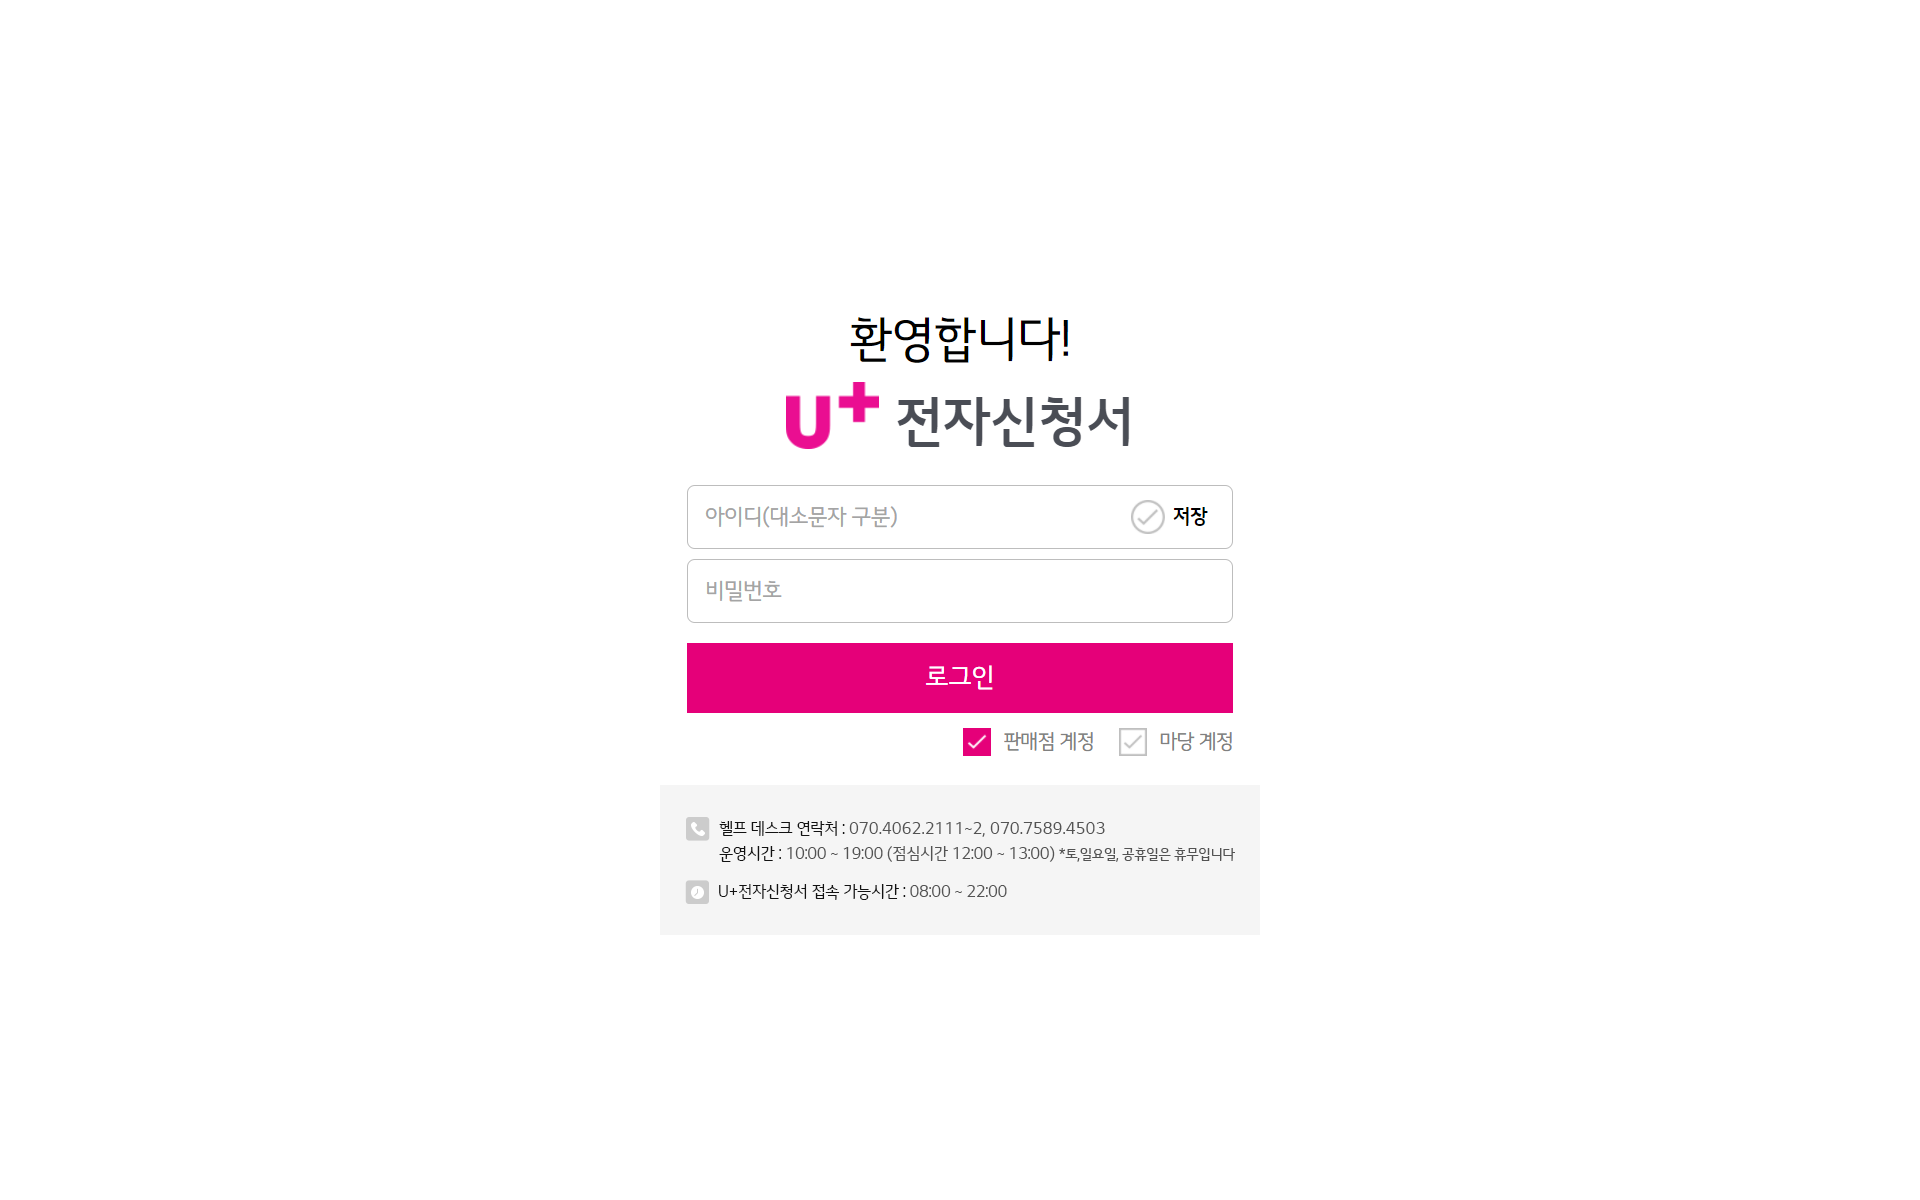 환영합니다!
U+ 전자신청서
아이디(대소문자 구분) 저장
비밀번호
로그인
판매점 계정 마당 계정
헬프 데스크 연락처 : 070.4062.2111~2, 070.7589.4503
운영시간 : 10:00 ~ 19:00 (점심시간 12:00 ~ 13:00) *토,일요일, 공휴일은 휴무입니다
U+전자신청서 접속 가능시간 : 08:00 ~ 22:00